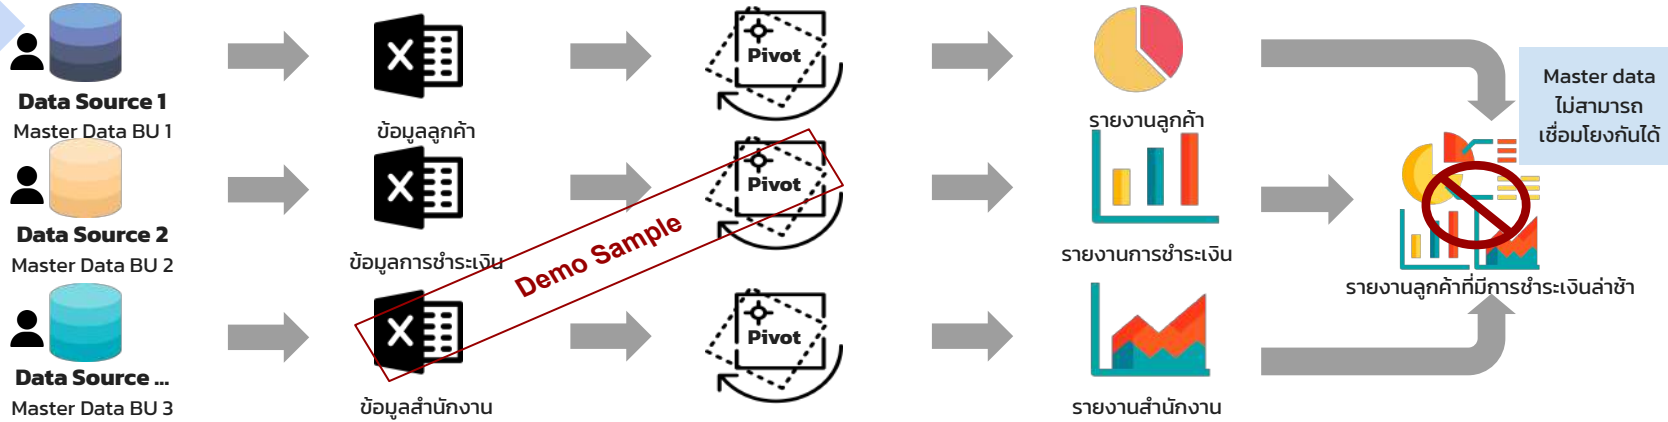 Data Source 1
Master Data BU 1
ข้อมูลลูกค้า
Pivot
รายงานลูกค้า
Master data
ไม่สามารถ
เชื่อมโยงกันได้
Data Source 2
Master Data BU 2
ข้อมูลการชำระเงิน
Pivot
รายงานการชำระเงิน
Demo Sample
รายงานลูกค้าที่มีการชำระเงินล่าช้า
Data Source ...
Master Data BU 3
ข้อมูลสำนักงาน
Pivot
รายงานสำนักงาน